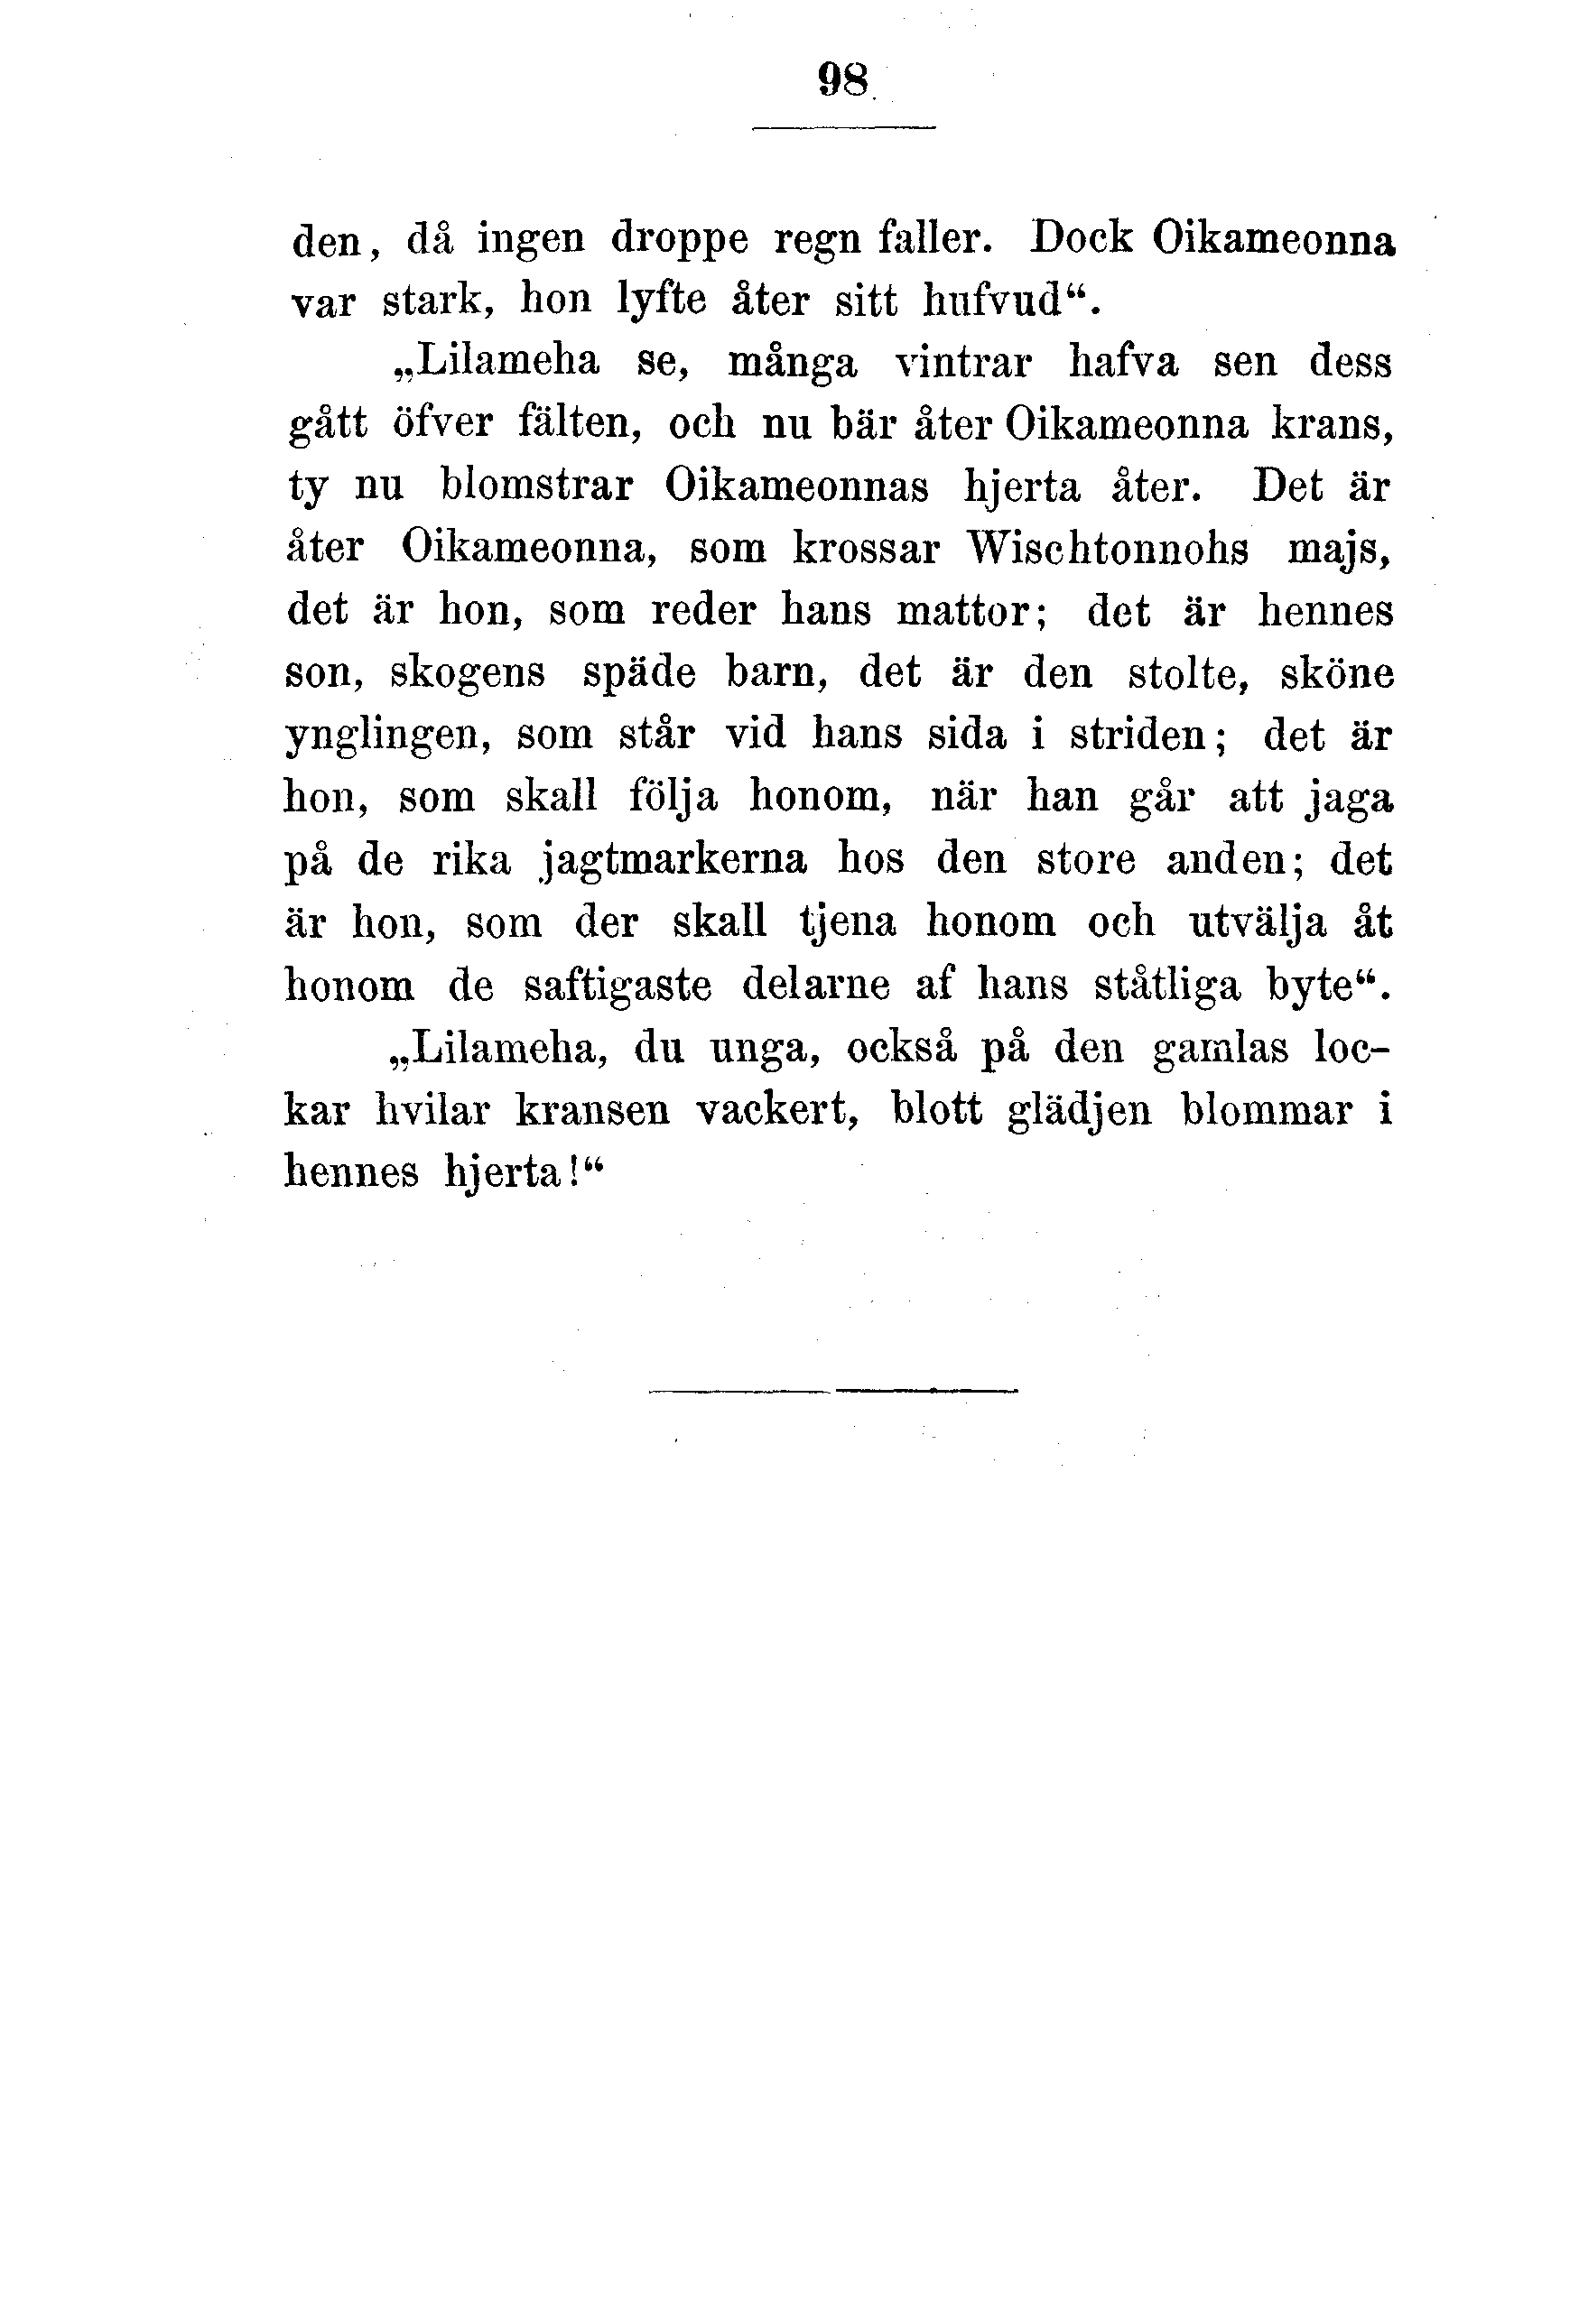 98
den, då ingen droppe regn faller. Dock Oikameonna
var stark, hon lyfte åter sitt hufvud“.
„Lilameha se, många vintrar hafva sen dess
gått öfver fälten, och nu bär åter Oikameonna krans,
ty nu blomstrar Oikameonnas hjerta åter. Det är
åter Oikameonna, som krossar Wischtonnohs majs,
det är hon, som reder hans mattor; det är hennes
son, skogens späde barn, det är den stolte, sköne
ynglingen, som står vid hans sida i striden; det är
hon, som skall följa honom, när han går att jaga
på de rika jagtmarkerna hos den store anden; det
är hon, som der skall tjena honom och utvälja åt
honom de saftigaste delarne af hans ståtliga byte“.
„Lilameha, du unga, också på den gamlas loc-
kar hvilar kransen vackert, blott glädjen blommar i
hennes hjerta!“